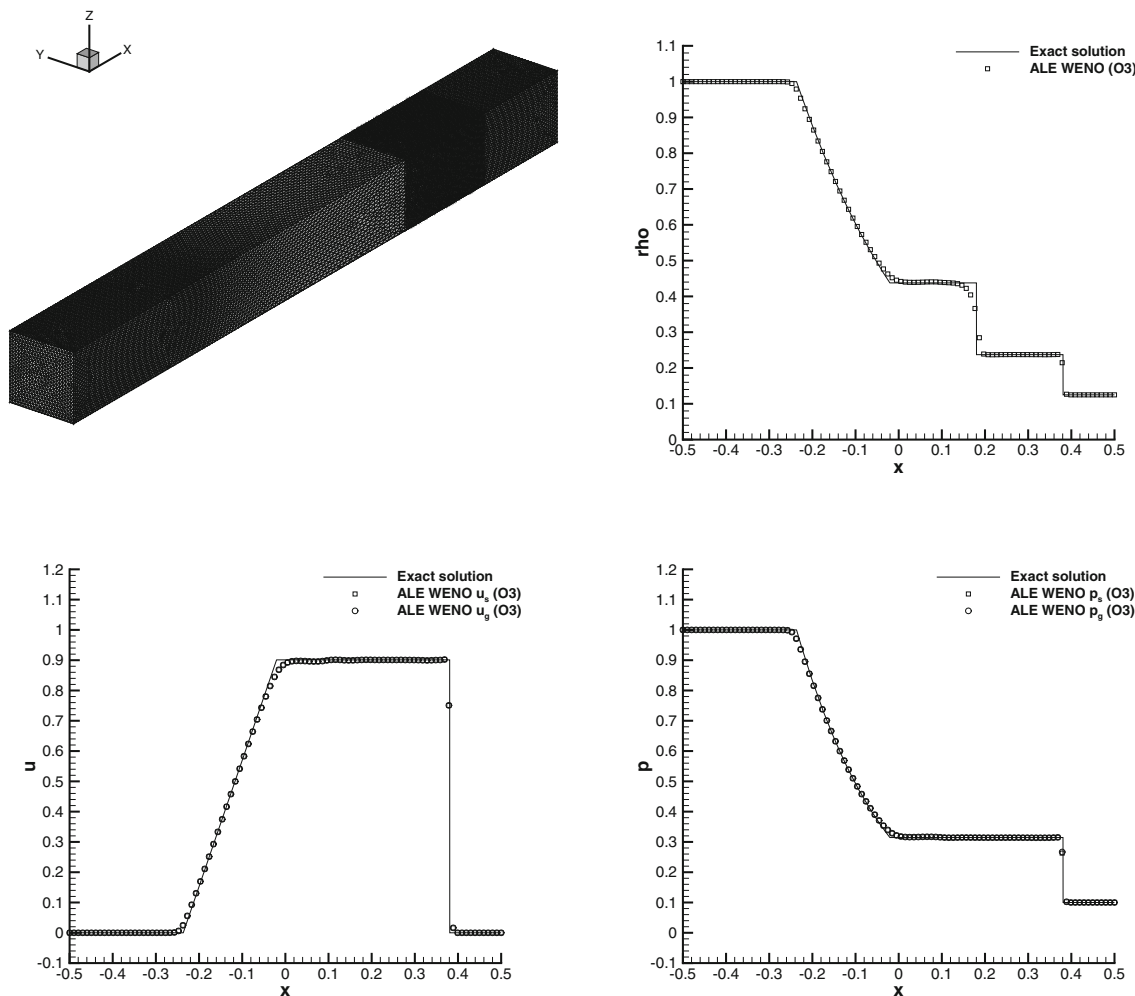 Z
Y
X
Exact solution
ALE WENO (O3)
rho
1.1
1
0.9
0.8
0.7
0.6
0.5
0.4
0.3
0.2
0.1
0
-0.5 -0.4 -0.3 -0.2 -0.1 0 0.1 0.2 0.3 0.4 0.5
x
Exact solution
ALE WENO u_s (O3)
ALE WENO u_g (O3)
u
1.2
1.1
1
0.9
0.8
0.7
0.6
0.5
0.4
0.3
0.2
0.1
0
-0.1
-0.5 -0.4 -0.3 -0.2 -0.1 0 0.1 0.2 0.3 0.4 0.5
x
Exact solution
ALE WENO p_s (O3)
ALE WENO p_g (O3)
p
1.2
1.1
1
0.9
0.8
0.7
0.6
0.5
0.4
0.3
0.2
0.1
0
-0.1
-0.5 -0.4 -0.3 -0.2 -0.1 0 0.1 0.2 0.3 0.4 0.5
x